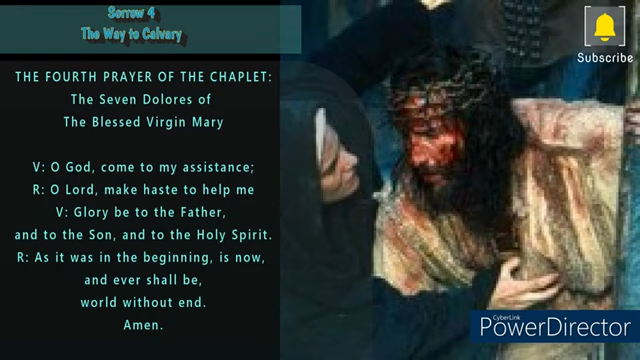 Sorrow 4
The Way to Calvary
Subscribe
THE FOURTH PRAYER OF THE CHAPLET:
The Seven Dolores of
The Blessed Virgin Mary
V: O God, come to my assistance;
R: O Lord, make haste to help me
V: Glory be to the Father,
and to the Son, and to the Holy Spirit.
R: As it was in the beginning, is now,
and ever shall be,
world without end.
Amen.
CyberLink
PowerDirector